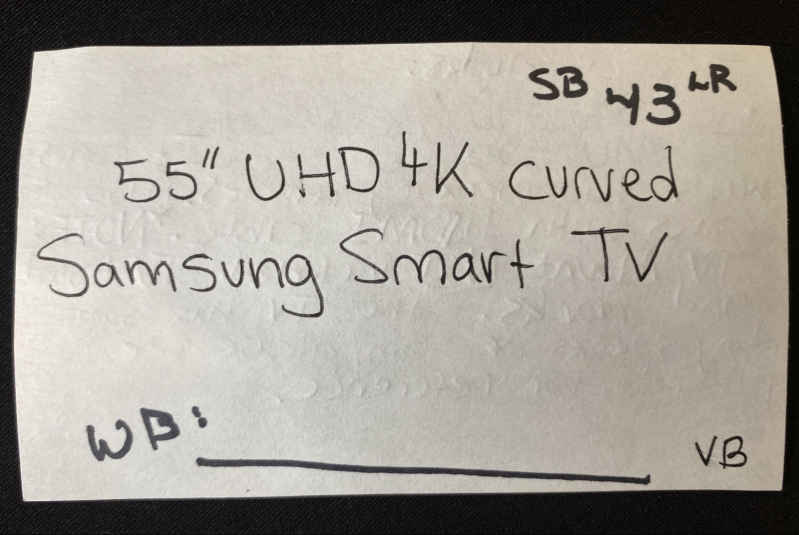 SB 43 LR
55" UHD 4K curved
Samsung Smart TV
WB:
VB